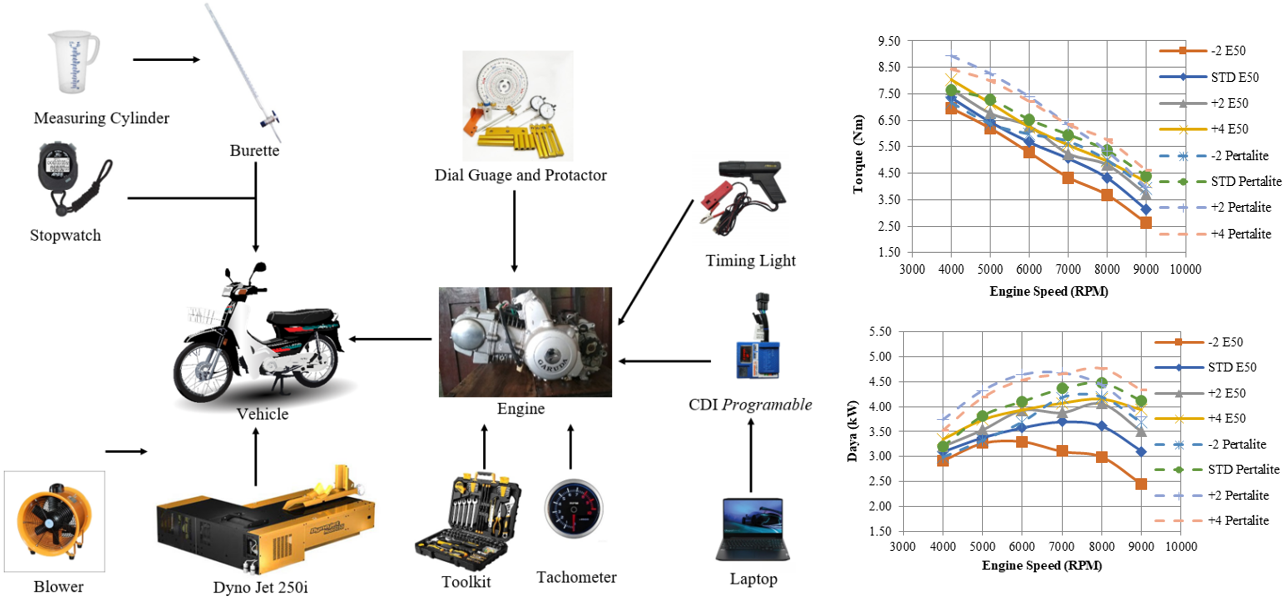 Measuring Cylinder
Burette
Stopwatch
Dial Guage and Protactor
Timing Light
GARUDA
Vehicle
Engine
CDI Programable
Blower
Dyno Jet 250i
Toolkit
Tachometer
Laptop
Torque (Nm)
9.50
8.50
7.50
6.50
5.50
4.50
3.50
2.50
1.50
3000 4000 5000 6000 7000 8000 9000 10000
Engine Speed (RPM)
-2 E50
STD E50
+2 E50
+4 E50
-2 Pertalite
STD Pertalite
+2 Pertalite
+4 Pertalite
Daya (kW)
5.50
5.00
4.50
4.00
3.50
3.00
2.50
2.00
1.50
3000 4000 5000 6000 7000 8000 9000 10000
Engine Speed (RPM)
-2 E50
STD E50
+2 E50
+4 E50
-2 Pertalite
STD Pertalite
+2 Pertalite
+4 Pertalite